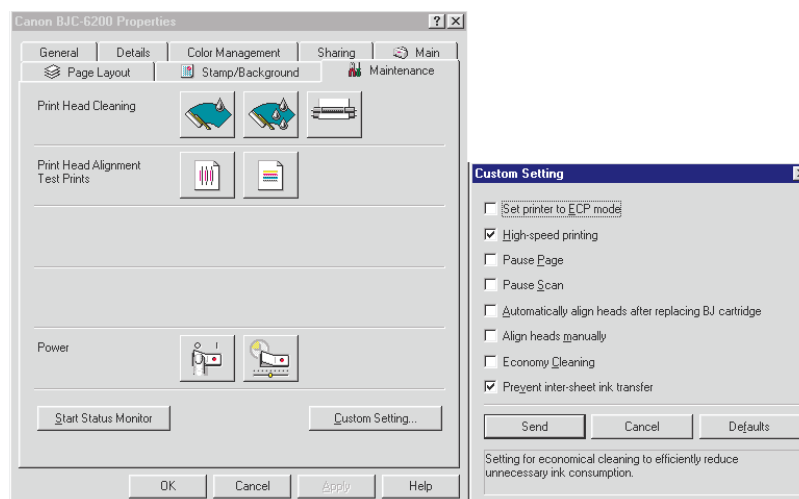 Canon BJC-6200 Properties
General Details Color Management Sharing Main
Page Layout Stamp/Background Maintenance
Print Head Cleaning
Print Head Alignment
Test Prints
Power
Start Status Monitor Custom Setting...
OK Cancel Apply Help
Custom Setting
Set printer to ECP mode
High-speed printing
Pause Page
Pause Scan
Automatically align heads after replacing BJ cartridge
Align heads manually
Economy Cleaning
Prevent inter-sheet ink transfer
Send Cancel Defaults
Setting for economical cleaning to efficiently reduce
unnecessary ink consumption.